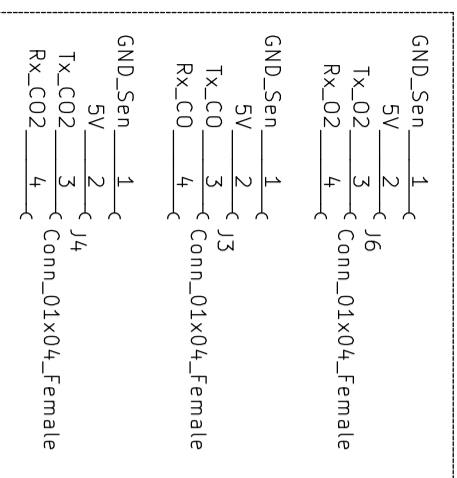 GND_Sen 1
5V 2
J6
Tx_O2 3
Conn_01x04_Female
Rx_O2 4
GND_Sen 1
5V 2
J3
Tx_CO 3
Conn_01x04_Female
Rx_CO 4
GND_Sen 1
5V 2
J4
Tx_CO2 3
Conn_01x04_Female
Rx_CO2 4